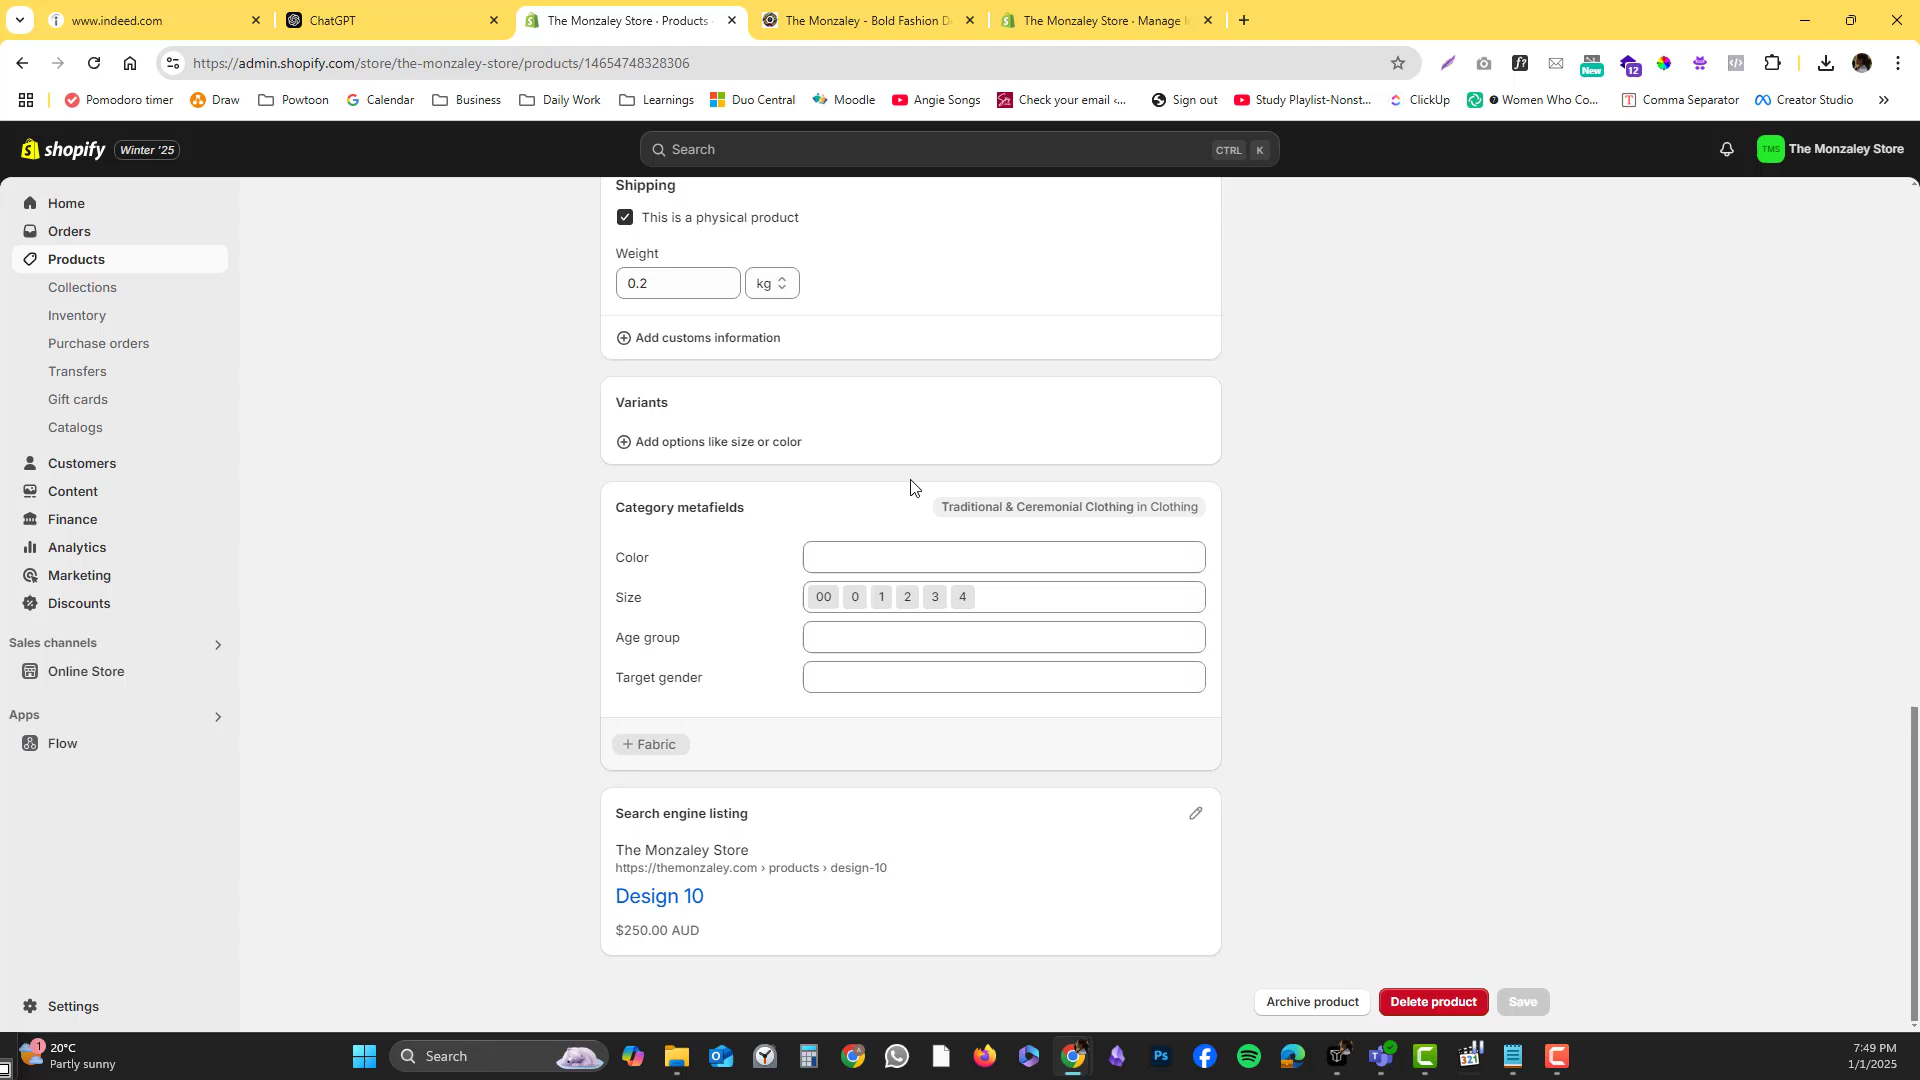 www.indeed.com
ChatGPT
The Monzaley Store · Products
The Monzaley - Bold Fashion D
The Monzaley Store · Manage
https://admin.shopify.com/store/the-monzaley-store/products/14654748328306
New
12
Pomodoro timer
Draw
Powtoon
Calendar
Business
Daily Work
Learnings
Duo Central
Moodle
Angie Songs
Check your email <...
Sign out
Study Playlist-Nonst...
ClickUp
Women Who Co...
Comma Separator
Creator Studio
shopify
Winter '25
Search
CTRL K
TMS
The Monzaley Store
Home
Orders
Products
Collections
Inventory
Purchase orders
Transfers
Gift cards
Catalogs
Customers
Content
Finance
Analytics
Marketing
Discounts
Sales channels
Online Store
Apps
Flow
Settings
Shipping
This is a physical product
Weight
0.2
kg
Add customs information
Variants
Add options like size or color
Category metafields
Traditional & Ceremonial Clothing in Clothing
Color
Size
00 0 1 2 3 4
Age group
Target gender
+ Fabric
Search engine listing
The Monzaley Store
https://themonzaley.com › products › design-10
Design 10
$250.00 AUD
Archive product
Delete product
Save
1
20°C
Partly sunny
Search
Ps
321
7:49 PM
1/1/2025